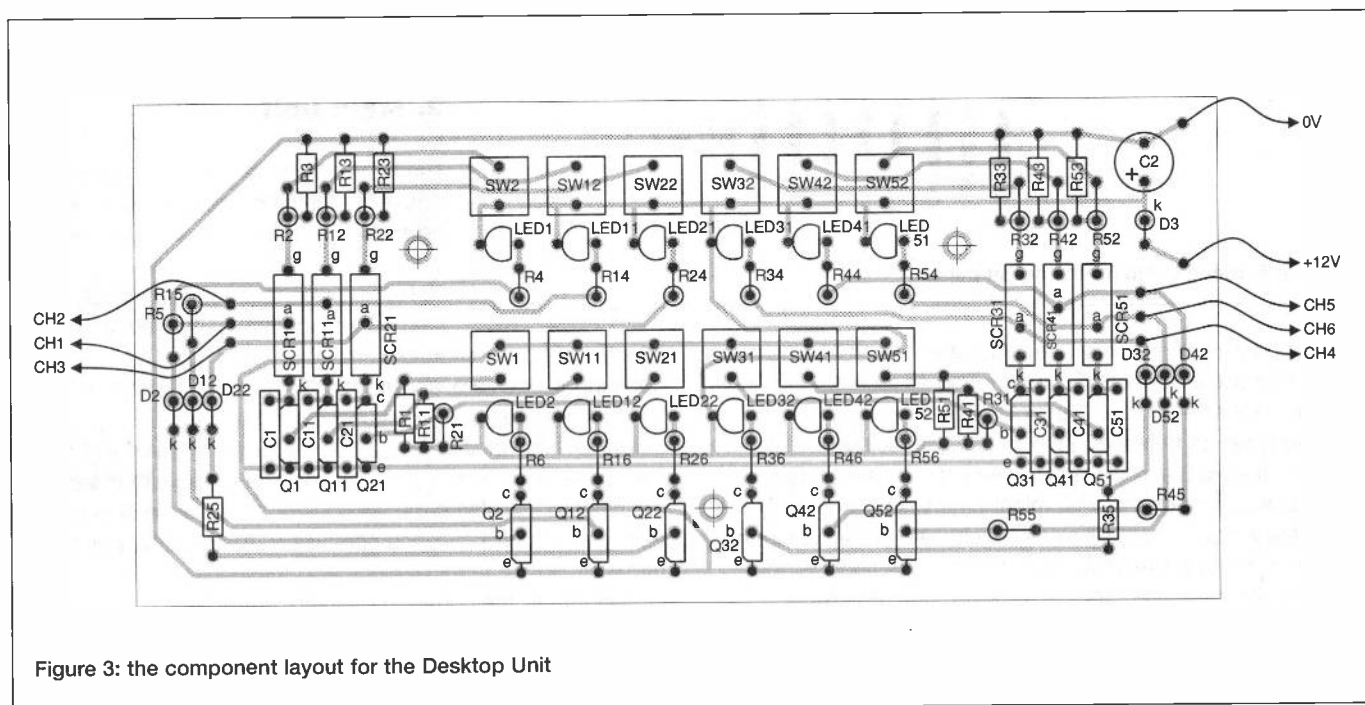 0V
C2
+
k
D3
+12V
R3
R13
R23
SW2
SW12
SW22
SW32
SW42
SW52
R33
R43
R53
LED1
LED11
LED21
LED31
LED41
LED
51
R2
R12
R22
R32
R42
R52
g
g
g
g
g
R4
R14
R24
R34
R44
R54
R15
R5
a
a
a
a
a
a
SCR1
SCR11
SCR21
SCR31
SCR41
SCR51
CH2
CH1
CH3
CH5
CH6
CH4
SW1
SW11
SW21
SW31
SW41
SW51
D32
D42
D2
D12
D22
k
k
k
k
k
k
c
c
k
k
D52
C1
C11
C21
R1
R11
R21
LED2
LED12
LED22
LED32
LED42
LED
52
R51
R41
R31
C31
C41
C51
b
b
k
k
k
e
e
Q1
Q11
Q21
R6
R16
R26
R36
R46
R56
Q31
Q41
Q51
R25
c
c
c
c
c
c
Q2
Q12
Q22
Q32
Q42
Q52
b
b
b
b
b
b
e
e
e
e
e
e
R55
R35
R45
Figure 3: the component layout for the Desktop Unit